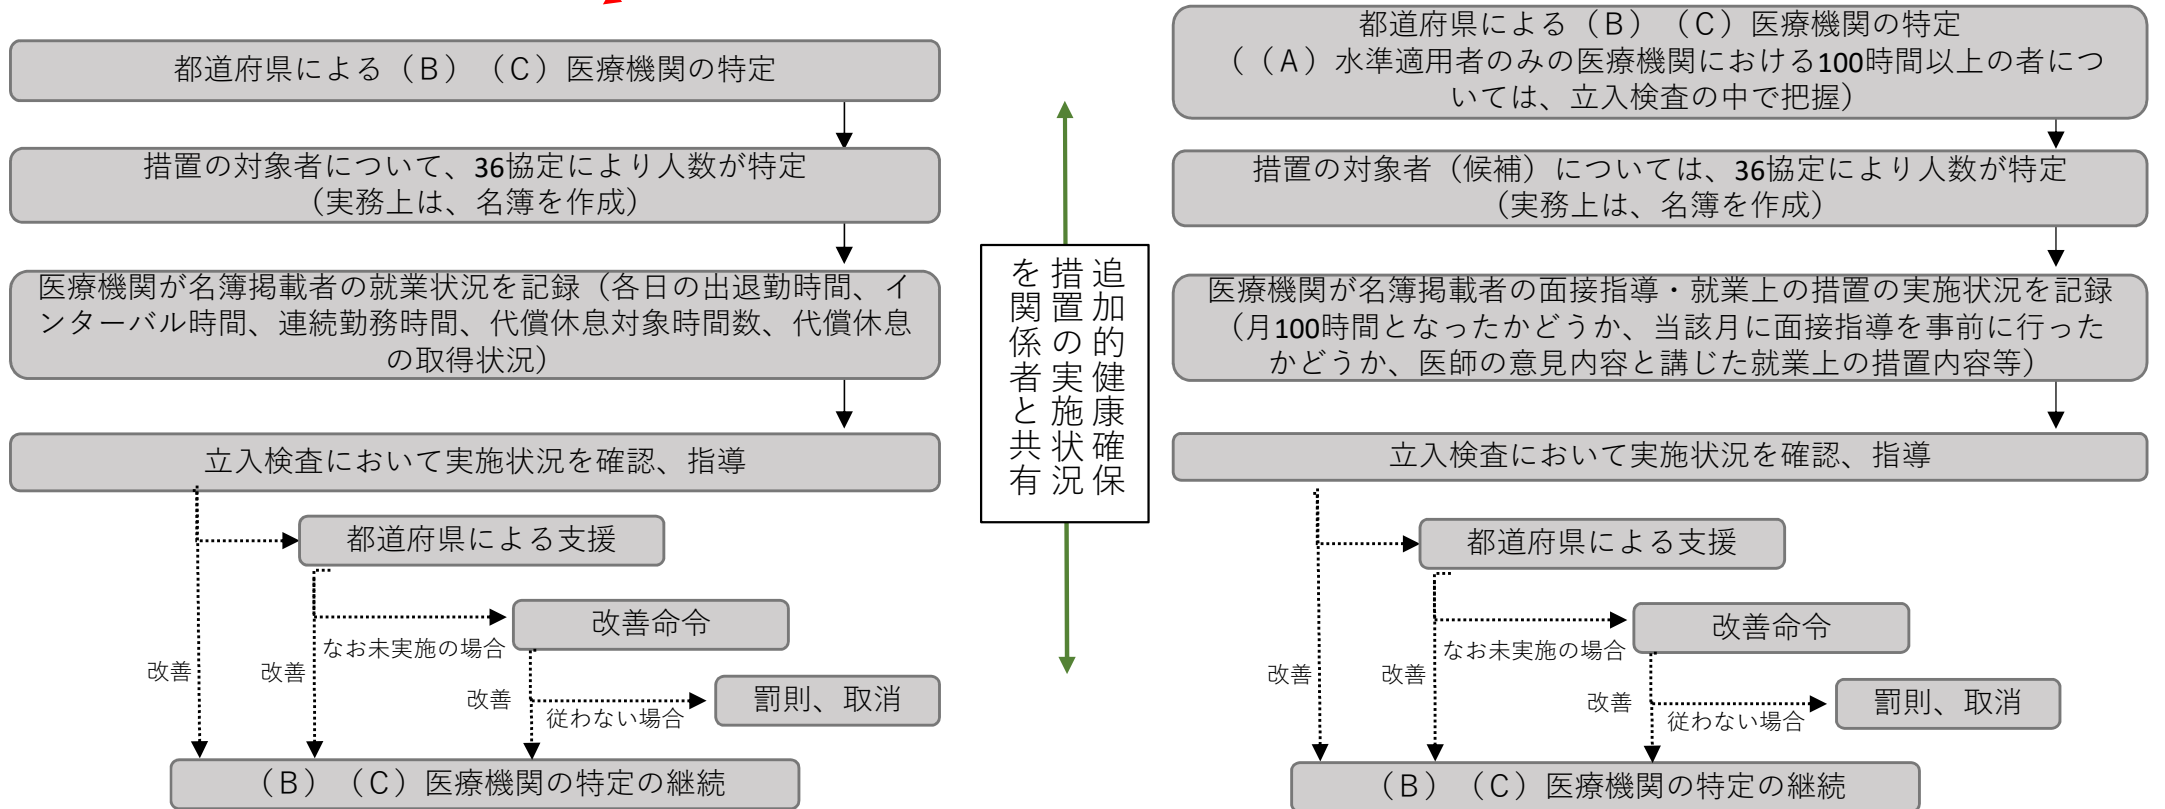 都道府県による（B）（C）医療機関の特定
措置の対象者について、36協定により人数が特定
（実務上は、名簿を作成）
医療機関が名簿掲載者の就業状況を記録（各日の出退勤時間、イ
ンターバル時間、連続勤務時間、代償休息対象時間数、代償休息
の取得状況）
立入検査において実施状況を確認、指導
都道府県による支援
改善命令
なお未実施の場合
改善
改善
改善
罰則、取消
従わない場合
（B）（C）医療機関の特定の継続
追加的健康確保
措置の実施状況
を関係者と共有
都道府県による（B）（C）医療機関の特定
（（A）水準適用者のみの医療機関における100時間以上の者につ
いては、立入検査の中で把握）
措置の対象者（候補）については、36協定により人数が特定
（実務上は、名簿を作成）
医療機関が名簿掲載者の面接指導・就業上の措置の実施状況を記録
（月100時間となったかどうか、当該月に面接指導を事前に行った
かどうか、医師の意見内容と講じた就業上の措置内容等）
立入検査において実施状況を確認、指導
都道府県による支援
改善命令
なお未実施の場合
改善
改善
改善
罰則、取消
従わない場合
（B）（C）医療機関の特定の継続